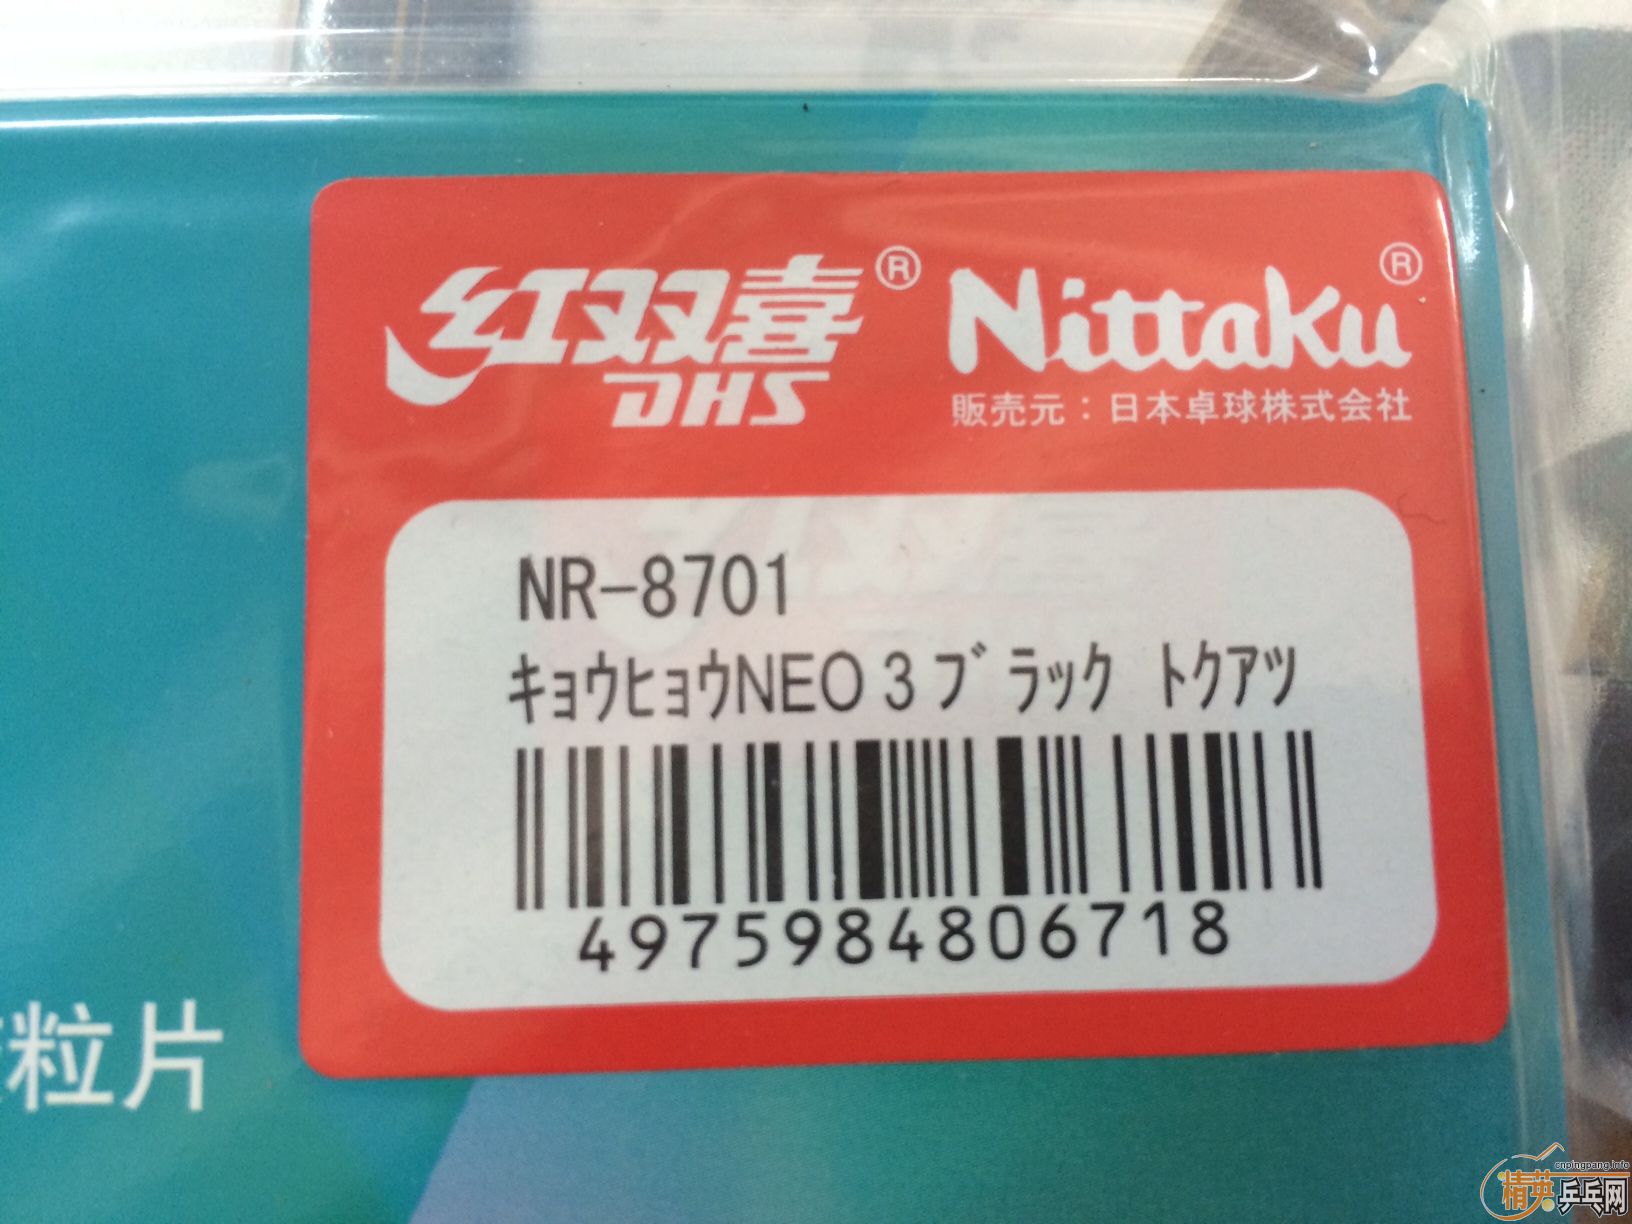 红双喜® Nittaku®
DHS
販売元：日本卓球株式会社
NR-8701
ｷｮｳﾋｮｳNEO３ﾌﾞﾗｯｸ ﾄｸｱﾂ
4975984806718
粒片
cnpingpang.info
精英乒乓网